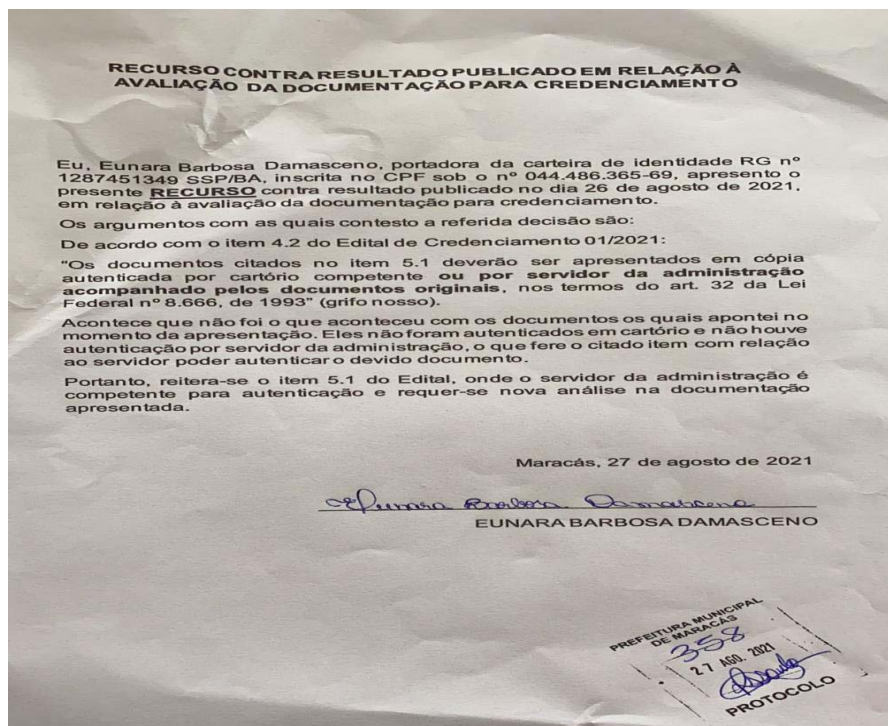 RECURSO CONTRA RESULTADO PUBLICADO EM RELAÇÃO À
AVALIAÇÃO DA DOCUMENTAÇÃO PARA CREDENCIAMENTO
Eu, Eunara Barbosa Damasceno, portadora da carteira de identidade RG nº
1287451349 SSP/BA, inscrita no CPF sob o nº 044.486.365-69, apresento o
presente RECURSO contra resultado publicado no dia 26 de agosto de 2021,
em relação à avaliação da documentação para credenciamento.
Os argumentos com as quais contesto a referida decisão são:
De acordo com o item 4.2 do Edital de Credenciamento 01/2021:
"Os documentos citados no item 5.1 deverão ser apresentados em cópia
autenticada por cartório competente ou por servidor da administração
acompanhado pelos documentos originais, nos termos do art. 32 da Lei
Federal nº 8.666, de 1993" (grifo nosso).
Acontece que não foi o que aconteceu com os documentos os quais apontei no
momento da apresentação. Eles não foram autenticados em cartório e não houve
autenticação por servidor da administração, o que fere o citado item com relação
ao servidor poder autenticar o devido documento.
Portanto, reitera-se o item 5.1 do Edital, onde o servidor da administração é
competente para autenticação e requer-se nova análise na documentação
apresentada.
Maracás, 27 de agosto de 2021
Eunara Barbosa Damasceno
EUNARA BARBOSA DAMASCENO
PREFEITURA MUNICIPAL
DE MARACÁS
358
27 AGO. 2021
PROTOCOLO